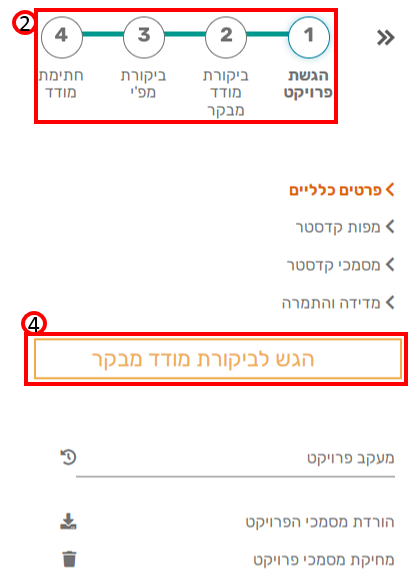 2
1 2 3 4
הגשת ביקורת ביקורת חתימת
פרויקט מודד מפ'י מודד
מבקר
פרטים כלליים
מפות קדסטר
מסמכי קדסטר
מדידה והתמרה
4
הגש לביקורת מודד מבקר
מעקב פרויקט
הורדת מסמכי הפרויקט
מחיקת מסמכי פרויקט